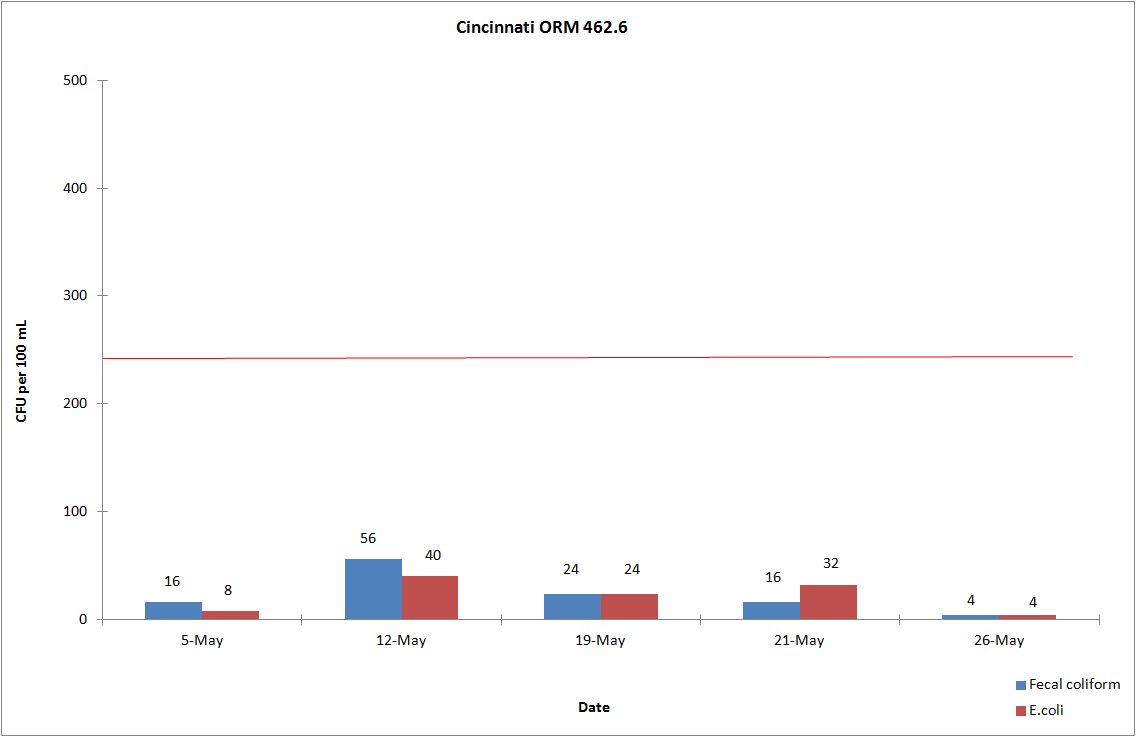 Cincinnati ORM 462.6
500
400
300
200
100
0
CFU per 100 mL
16
8
56
40
24
24
16
32
4
4
5-May
12-May
19-May
21-May
26-May
Date
Fecal coliform
E.coli